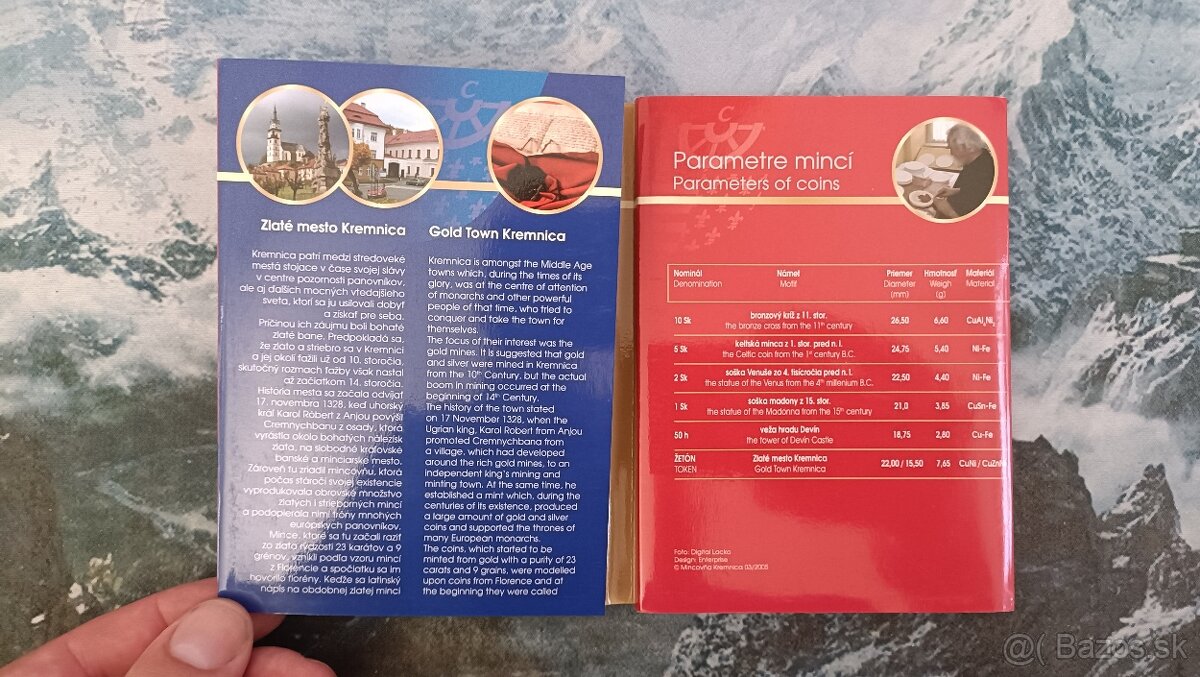 Zlaté mesto Kremnica
Kremnica patrí medzi stredoveké
mestá stojace v čase svojej slávy
v centre pozornosti panovníkov,
ale aj ďalších mocných vtedajšieho
sveta, ktorí sa ju usilovali dobyť
a získať pre seba.
Príčinou ich záujmu boli bohaté
zlaté bane. Predpokladá sa,
že zlato a striebro sa v Kremnici
a jej okolí ťažili už od 10. storočia,
skutočný rozmach ťažby však nastal
až začiatkom 14. storočia.
História mesta sa začala odvíjať
17. novembra 1328, keď uhorský
kráľ Karol Róbert z Anjou povýšil
Cremnychbanu z osady, ktorá
vyrástla okolo bohatých nálezísk
zlata, na slobodné kráľovské
banské a minciarske mesto.
Zároveň tu zriadil mincovňu, ktorá
počas stáročí svojej existencie
vyprodukovala obrovské množstvo
zlatých i strieborných mincí
a podopierala nimi tróny mnohých
európskych panovníkov.
Mince, ktoré sa tu začali raziť
zo zlata rýdzosti 23 karátov a 9
grénov, vznikli podľa vzoru mincí
z Florencie a spočiatku sa im
hovorilo florény. Keďže sa latinský
nápis na obdobnej zlatej minci
Gold Town Kremnica
Kremnica is amongst the Middle Age
towns which, during the times of its
glory, was at the centre of attention
of monarchs and other powerful
people of that time, who tried to
conquer and take the town for
themselves.
The focus of their interest was the
gold mines. It is suggested that gold
and silver were mined in Kremnica
from the 10th Century, but the actual
boom in mining occurred at the
beginning of 14th Century.
The history of the town stated
on 17 November 1328, when the
Ugrian king, Karol Robert from Anjou
promoted Cremnychbana from
a village, which had developed
around the rich gold mines, to an
independent king's mining and
minting town. At the same time, he
established a mint which, during the
centuries of its existence, produced
a large amount of gold and silver
coins and supported the thrones of
many European monarchs.
The coins, which started to be
minted from gold with a purity of 23
carats and 9 grains, were modelled
upon coins from Florence and at
the beginning they were called
Parametre mincí
Parameters of coins
Nominál Námet Priemer Hmotnosť Materiál
Denomination Motif Diameter Weigh Material
(mm) (g)
bronzový kríž z 11. stor.
10 Sk the bronze cross from the 11th century 26,50 6,60 CuAl6Ni2
keltská minca z 1. stor. pred n. l.
5 Sk the Celtic coin from the 1st century B.C. 24,75 5,40 Ni-Fe
soška Venuše zo 4. tisícročia pred n. l.
2 Sk the statue of the Venus from the 4th millenium B.C. 22,50 4,40 Ni-Fe
soška madony z 15. stor.
1 Sk the statue of the Madonna from the 15th century 21,0 3,85 CuSn-Fe
veža hradu Devín
50 h the tower of Devín Castle 18,75 2,80 Cu-Fe
ŽETÓN Zlaté mesto Kremnica
TOKEN Gold Town Kremnica 22,00 / 15,50 7,65 CuNi / CuZnNi
Foto: Digital Lacko
Design: Enterprise
© Mincovňa Kremnica 03/2005
@( Bazos.sk